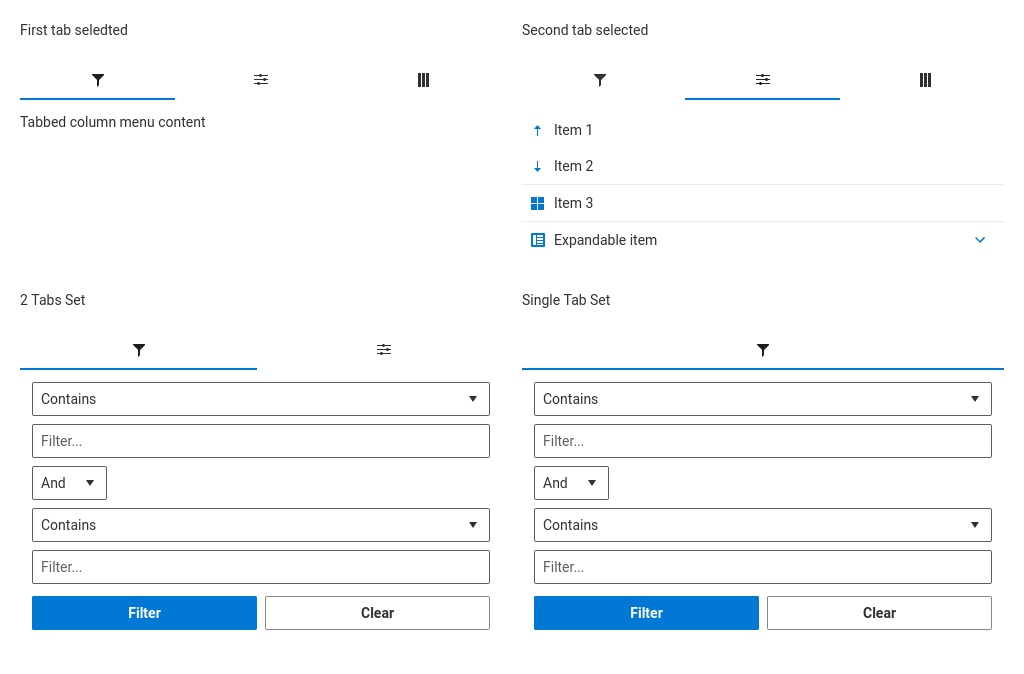 First tab seledted
Tabbed column menu content
Second tab selected
Item 1
Item 2
Item 3
Expandable item
2 Tabs Set
Contains
Filter...
And
Contains
Filter...
Filter Clear
Single Tab Set
Contains
Filter...
And
Contains
Filter...
Filter Clear